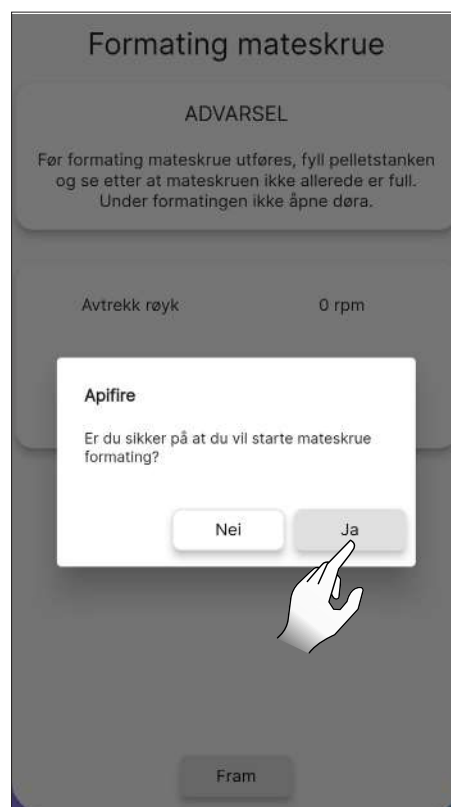 Formating mateskrue
ADVARSEL
Før formating mateskrue utføres, fyll pelletstanken
og se etter at mateskruen ikke allerede er full.
Under formatingen ikke åpne døra.
Avtrekk røyk 0 rpm
Apifire
Er du sikker på at du vil starte mateskrue
formating?
Nei Ja
Fram